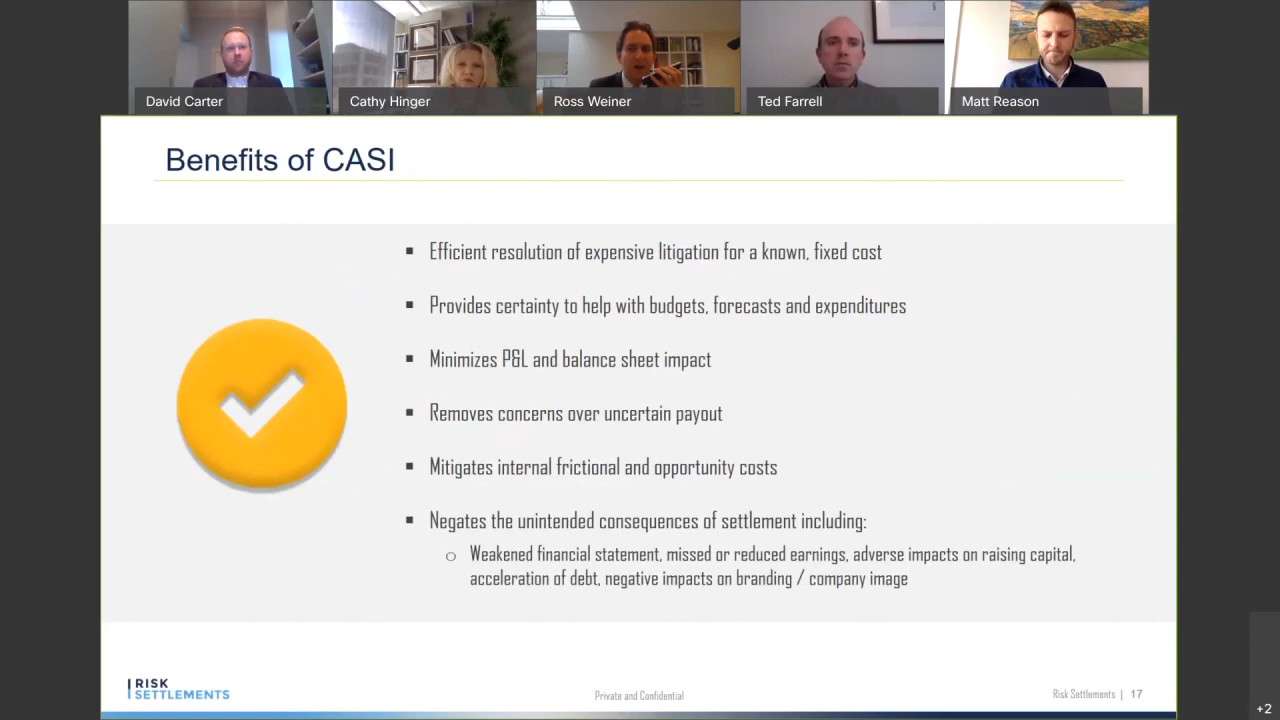 David Carter
Cathy Hinger
Ross Weiner
Ted Farrell
Matt Reason
Benefits of CASI
▪ Efficient resolution of expensive litigation for a known, fixed cost
▪ Provides certainty to help with budgets, forecasts and expenditures
▪ Minimizes P&L and balance sheet impact
▪ Removes concerns over uncertain payout
▪ Mitigates internal frictional and opportunity costs
▪ Negates the unintended consequences of settlement including:
○ Weakened financial statement, missed or reduced earnings, adverse impacts on raising capital,
acceleration of debt, negative impacts on branding / company image
RISK
SETTLEMENTS
Private and Confidential
Risk Settlements | 17
+2